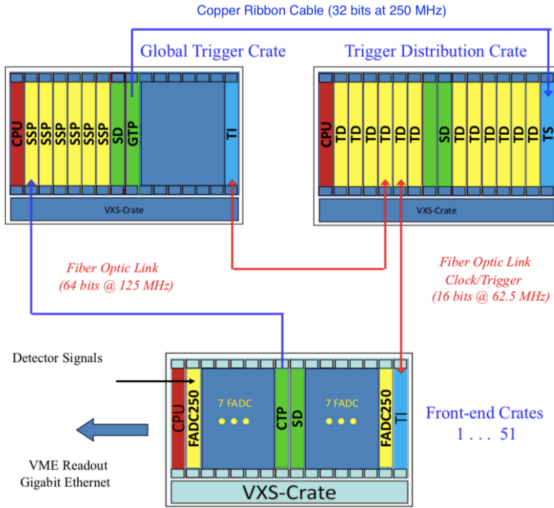 Copper Ribbon Cable (32 bits at 250 MHz)
Global Trigger Crate
Trigger Distribution Crate
CPU
SSP
SSP
SSP
SSP
SSP
SSP
SD
GTP
TI
VXS-Crate
CPU
TD
TD
TD
TD
TD
TD
SD
TD
TD
TD
TD
TD
TD
TS
VXS-Crate
Fiber Optic Link
(64 bits @ 125 MHz)
Fiber Optic Link
Clock/Trigger
(16 bits @ 62.5 MHz)
Detector Signals
CPU
FADC250
7 FADC
CTP
SD
7 FADC
FADC250
TI
Front-end Crates
1 . . . 51
VME Readout
Gigabit Ethernet
VXS-Crate